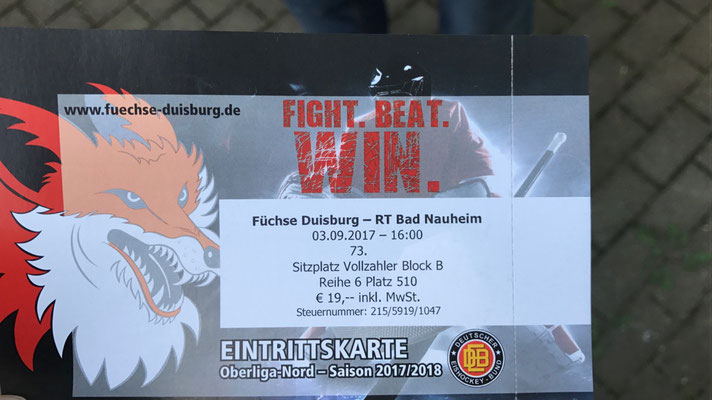 www.fuechse-duisburg.de
FIGHT. BEAT.
WIN.
Füchse Duisburg – RT Bad Nauheim
03.09.2017 – 16:00
73.
Sitzplatz Vollzahler Block B
Reihe 6 Platz 510
€ 19,-- inkl. MwSt.
Steuernummer: 215/5919/1047
EINTRITTSKARTE
Oberliga-Nord – Saison 2017/2018
DEUTSCHER
DEB
EISHOCKEY-BUND